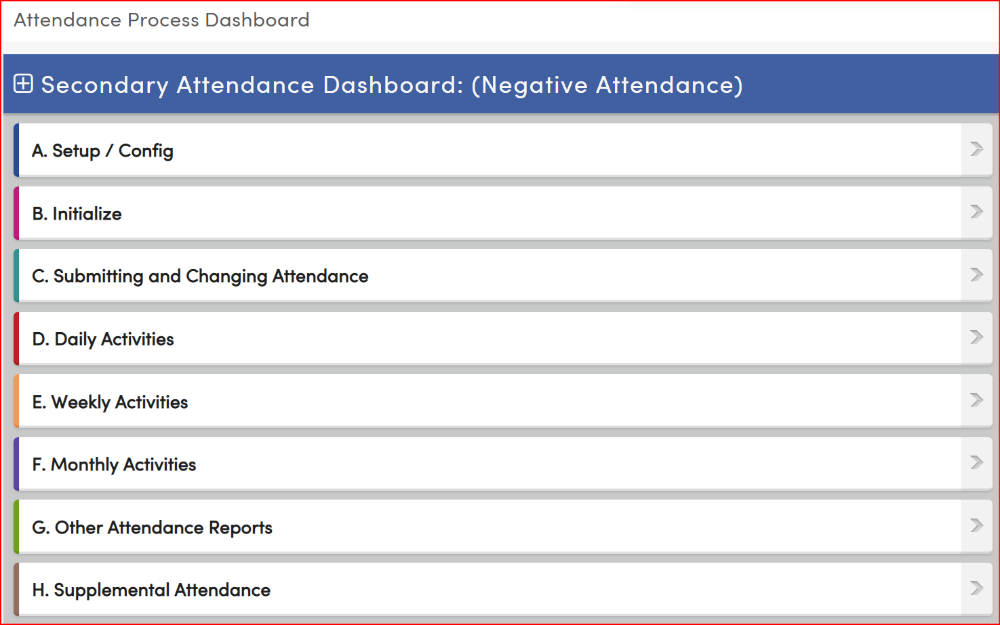 Attendance Process Dashboard
Secondary Attendance Dashboard: (Negative Attendance)
A. Setup / Config
B. Initialize
C. Submitting and Changing Attendance
D. Daily Activities
E. Weekly Activities
F. Monthly Activities
G. Other Attendance Reports
H. Supplemental Attendance